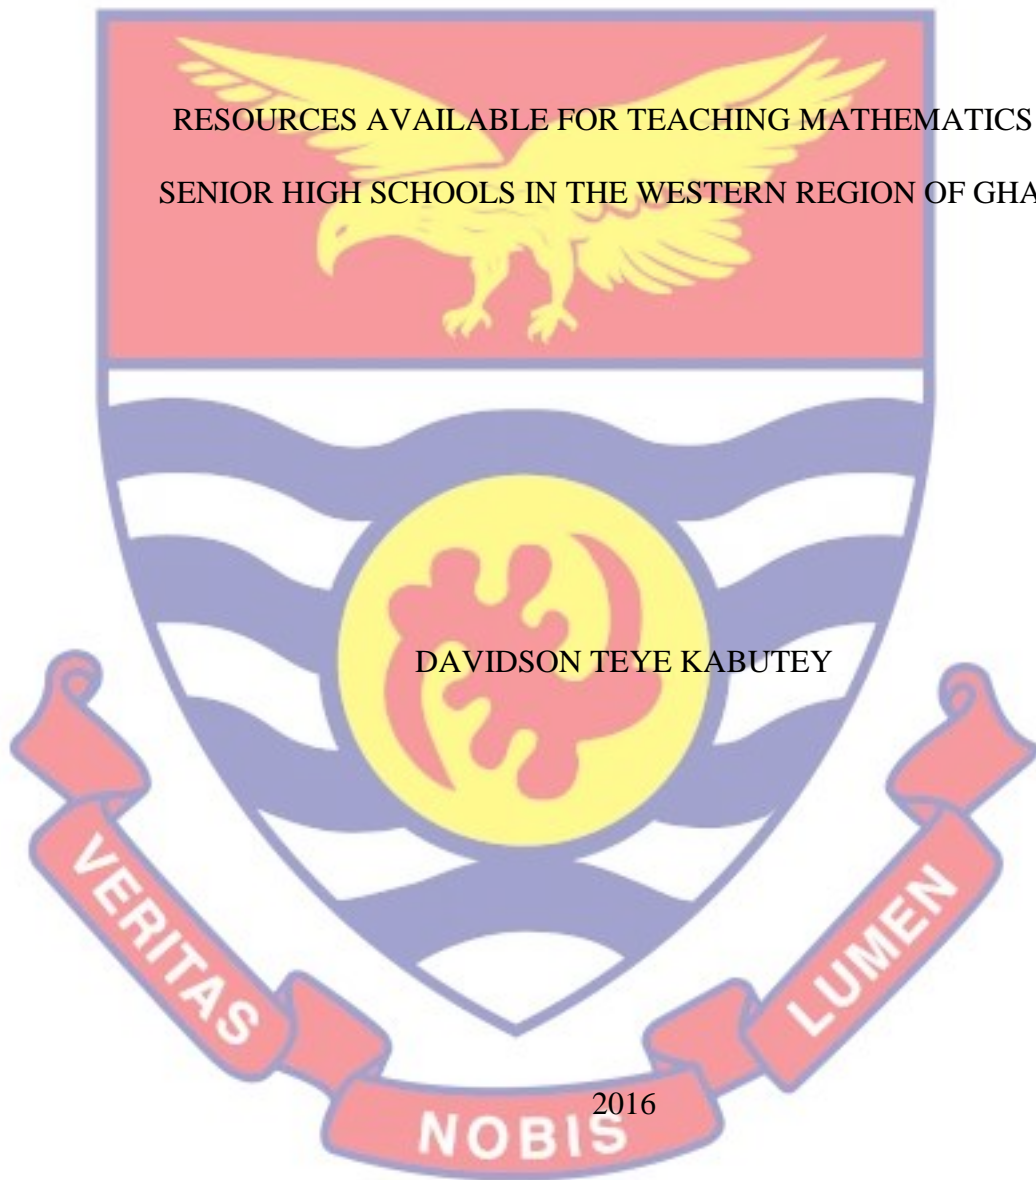 RESOURCES AVAILABLE FOR TEACHING MATHEMATICS
SENIOR HIGH SCHOOLS IN THE WESTERN REGION OF GHA
DAVIDSON TEYE KABUTEY
2016
VERITAS
NOBIS
LUMEN